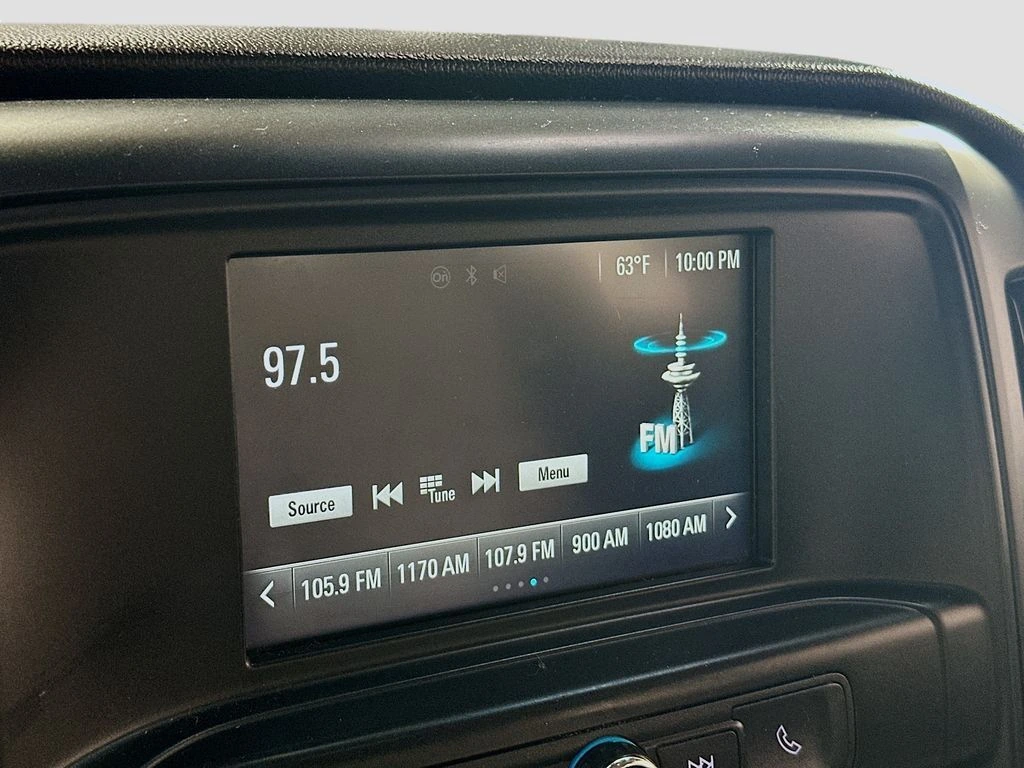 On
63°F
10:00 PM
97.5
FM
Source
Tune
Menu
105.9 FM
1170 AM
107.9 FM
900 AM
1080 AM